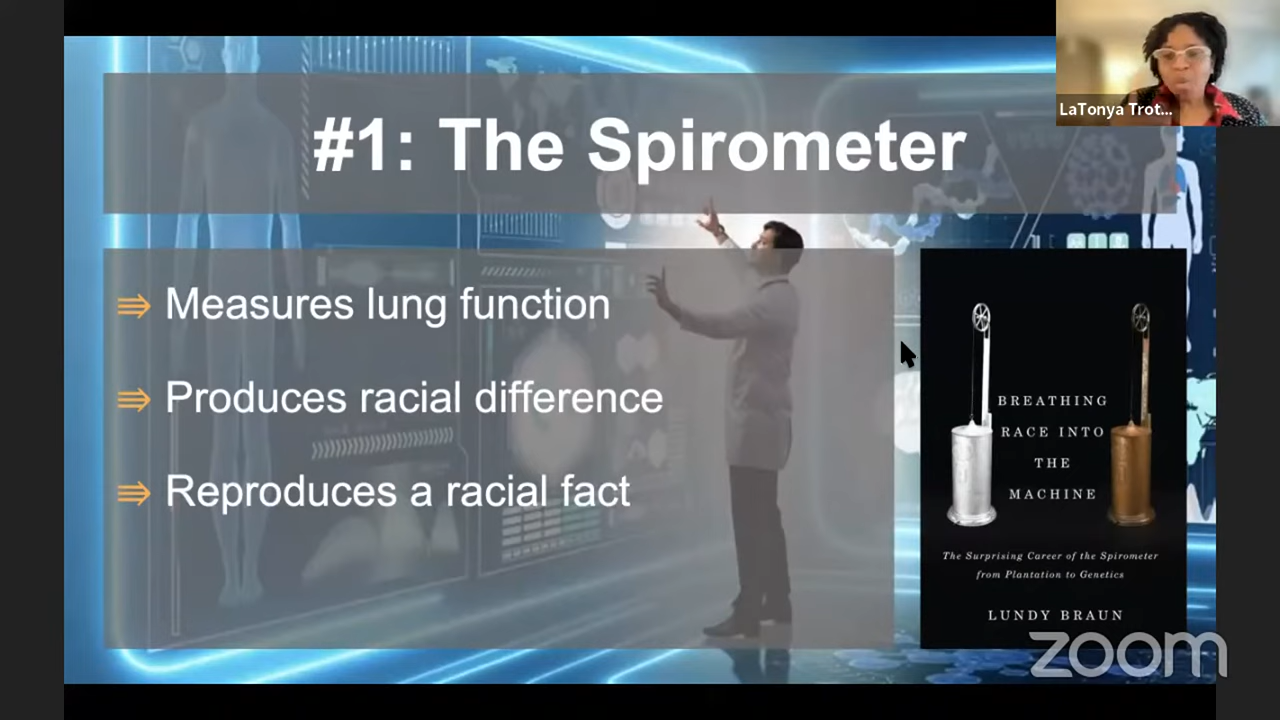 LaTonya Trot...
#1: The Spirometer
⇛ Measures lung function
⇛ Produces racial difference
⇛ Reproduces a racial fact
BREATHING
RACE INTO
THE
MACHINE
The Surprising Career of the Spirometer
from Plantation to Genetics
LUNDY BRAUN
zoom